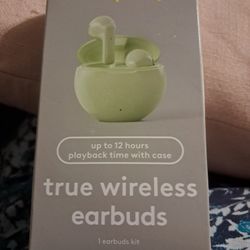 up to 12 hours
playback time with case
true wireless
earbuds
1 earbuds kit